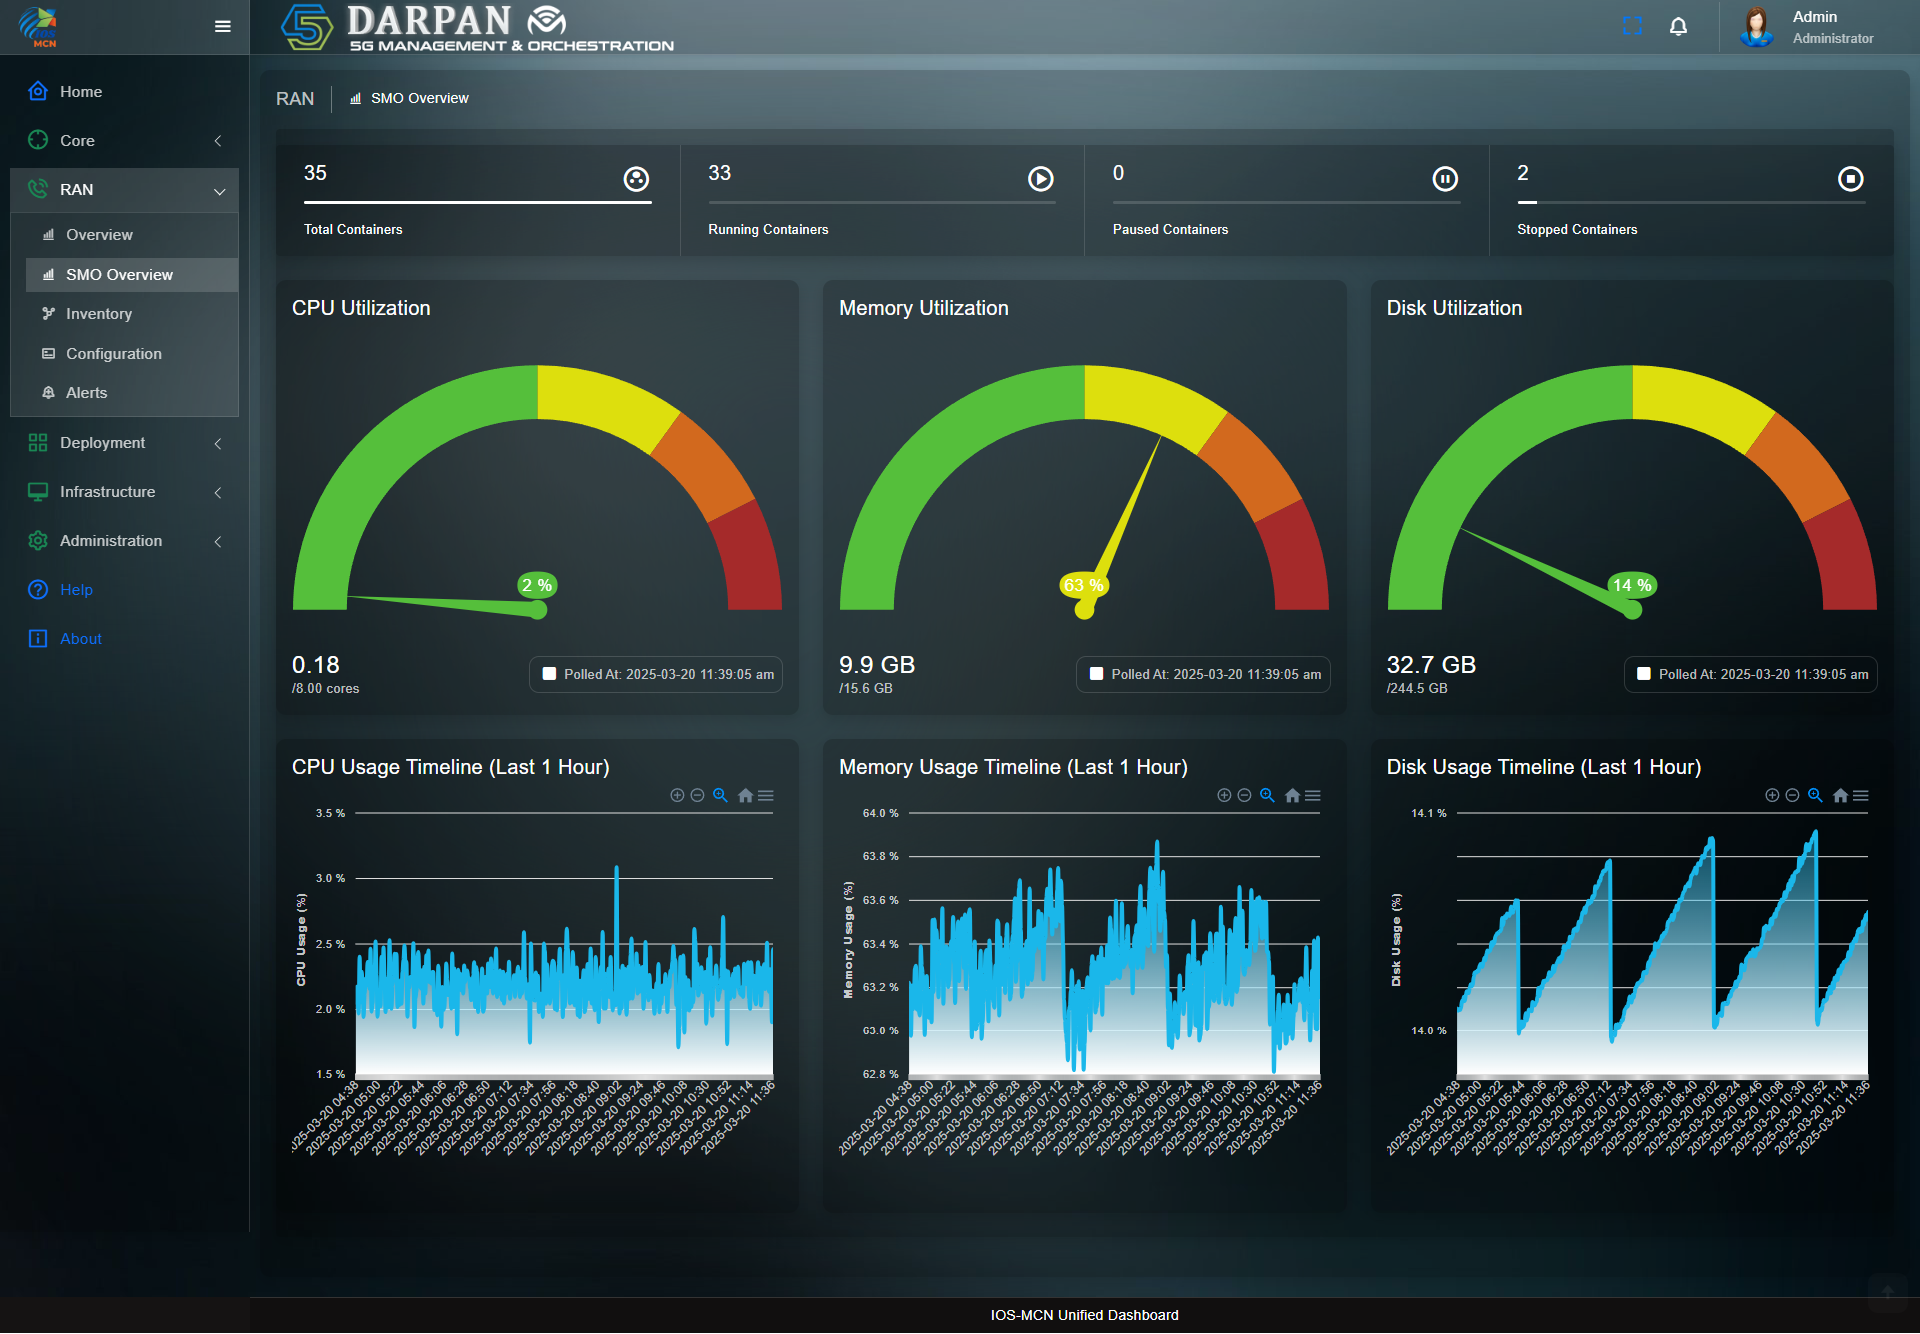 IOS
MCN
5
DARPAN
5G MANAGEMENT & ORCHESTRATION
Admin
Administrator
Home
Core
RAN
Overview
SMO Overview
Inventory
Configuration
Alerts
Deployment
Infrastructure
Administration
Help
About
RAN
SMO Overview
35
Total Containers
33
Running Containers
0
Paused Containers
2
Stopped Containers
CPU Utilization
2 %
0.18
/8.00 cores
Polled At: 2025-03-20 11:39:05 am
Memory Utilization
63 %
9.9 GB
/15.6 GB
Polled At: 2025-03-20 11:39:05 am
Disk Utilization
14 %
32.7 GB
/244.5 GB
Polled At: 2025-03-20 11:39:05 am
CPU Usage Timeline (Last 1 Hour)
3.5 %
3.0 %
2.5 %
2.0 %
1.5 %
CPU Usage (%)
2025-03-20 04:38
2025-03-20 05:00
2025-03-20 05:22
2025-03-20 05:44
2025-03-20 06:06
2025-03-20 06:28
2025-03-20 06:50
2025-03-20 07:12
2025-03-20 07:34
2025-03-20 07:56
2025-03-20 08:18
2025-03-20 08:40
2025-03-20 09:02
2025-03-20 09:24
2025-03-20 09:46
2025-03-20 10:08
2025-03-20 10:30
2025-03-20 10:52
2025-03-20 11:14
2025-03-20 11:36
Memory Usage Timeline (Last 1 Hour)
64.0 %
63.8 %
63.6 %
63.4 %
63.2 %
63.0 %
62.8 %
Memory Usage (%)
2025-03-20 04:38
2025-03-20 05:00
2025-03-20 05:22
2025-03-20 05:44
2025-03-20 06:06
2025-03-20 06:28
2025-03-20 06:50
2025-03-20 07:12
2025-03-20 07:34
2025-03-20 07:56
2025-03-20 08:18
2025-03-20 08:40
2025-03-20 09:02
2025-03-20 09:24
2025-03-20 09:46
2025-03-20 10:08
2025-03-20 10:30
2025-03-20 10:52
2025-03-20 11:14
2025-03-20 11:36
Disk Usage Timeline (Last 1 Hour)
14.1 %
14.0 %
Disk Usage (%)
2025-03-20 04:38
2025-03-20 05:00
2025-03-20 05:22
2025-03-20 05:44
2025-03-20 06:06
2025-03-20 06:28
2025-03-20 06:50
2025-03-20 07:12
2025-03-20 07:34
2025-03-20 07:56
2025-03-20 08:18
2025-03-20 08:40
2025-03-20 09:02
2025-03-20 09:24
2025-03-20 09:46
2025-03-20 10:08
2025-03-20 10:30
2025-03-20 10:52
2025-03-20 11:14
2025-03-20 11:36
IOS-MCN Unified Dashboard